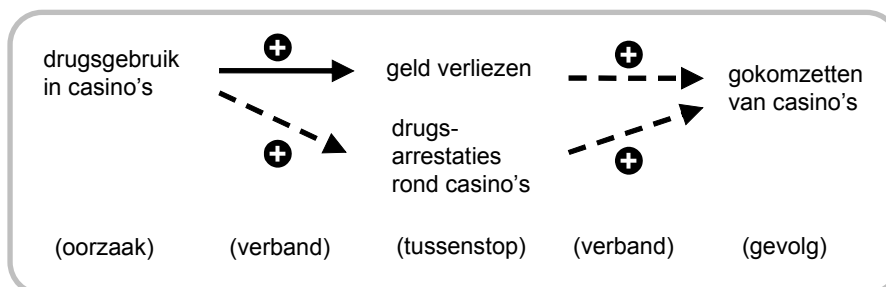 drugsgebruik
in casino's
+
geld verliezen
+
gokomzetten
van casino's
+
drugs-
arrestaties
rond casino's
+
(oorzaak)
(verband)
(tussenstop)
(verband)
(gevolg)